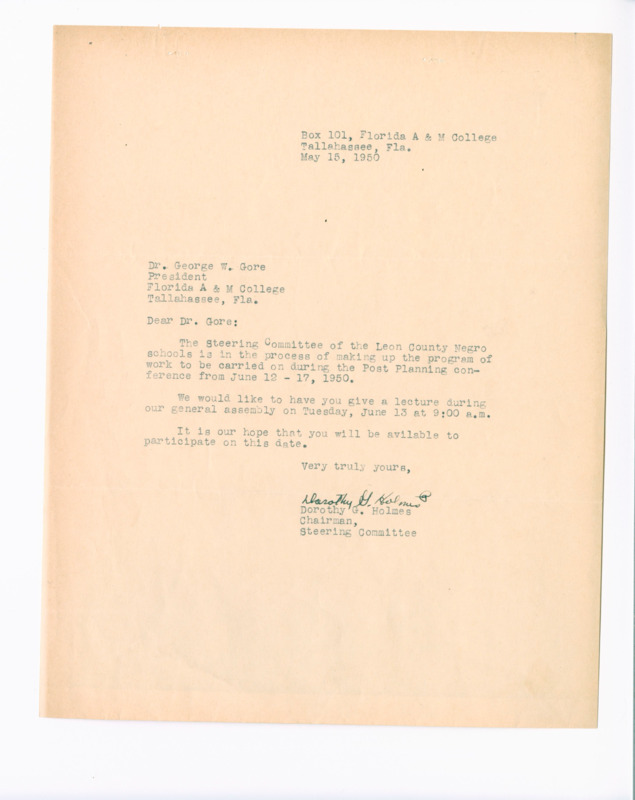 Box 101, Florida A & M College
Tallahassee, Fla.
May 15, 1950
Dr. George W. Gore
President
Florida A & M College
Tallahassee, Fla.
Dear Dr. Gore:
The Steering Committee of the Leon County Negro
schools is in the process of making up the program of
work to be carried on during the Post Planning con-
ference from June 12 - 17, 1950.
We would like to have you give a lecture during
our general assembly on Tuesday, June 13 at 9:00 a.m.
It is our hope that you will be avilable to
participate on this date.
Very truly yours,
Dorothy G. Holmes
Dorothy G. Holmes
Chairman,
Steering Committee